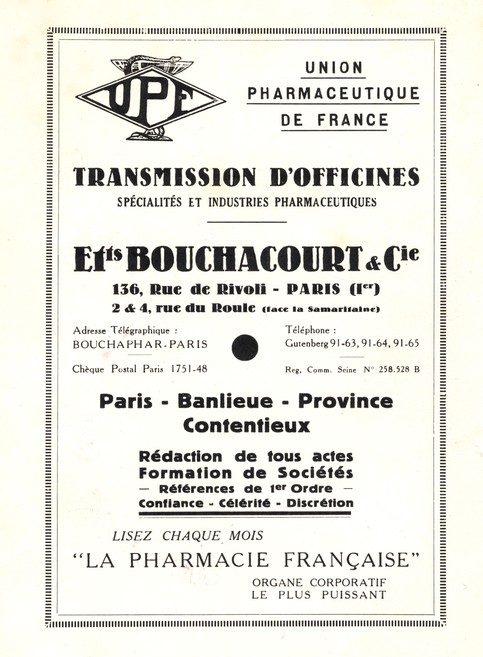 UPF
UNION
PHARMACEUTIQUE
DE FRANCE
TRANSMISSION D'OFFICINES
SPÉCIALITÉS ET INDUSTRIES PHARMACEUTIQUES
Etts BOUCHACOURT & Cie
136, Rue de Rivoli - PARIS (Ier)
2 & 4, rue du Roule (face la Samaritaine)
Adresse Télégraphique :
BOUCHAPHAR-PARIS
Chèque Postal Paris 1751-48
Téléphone :
Gutenberg 91-63, 91-64, 91-65
Reg. Comm. Seine N° 258.528 B
Paris - Banlieue - Province
Contentieux
Rédaction de tous actes
Formation de Sociétés
— Références de 1er Ordre —
Confiance - Célérité - Discrétion
LISEZ CHAQUE MOIS
"LA PHARMACIE FRANÇAISE"
ORGANE CORPORATIF
LE PLUS PUISSANT